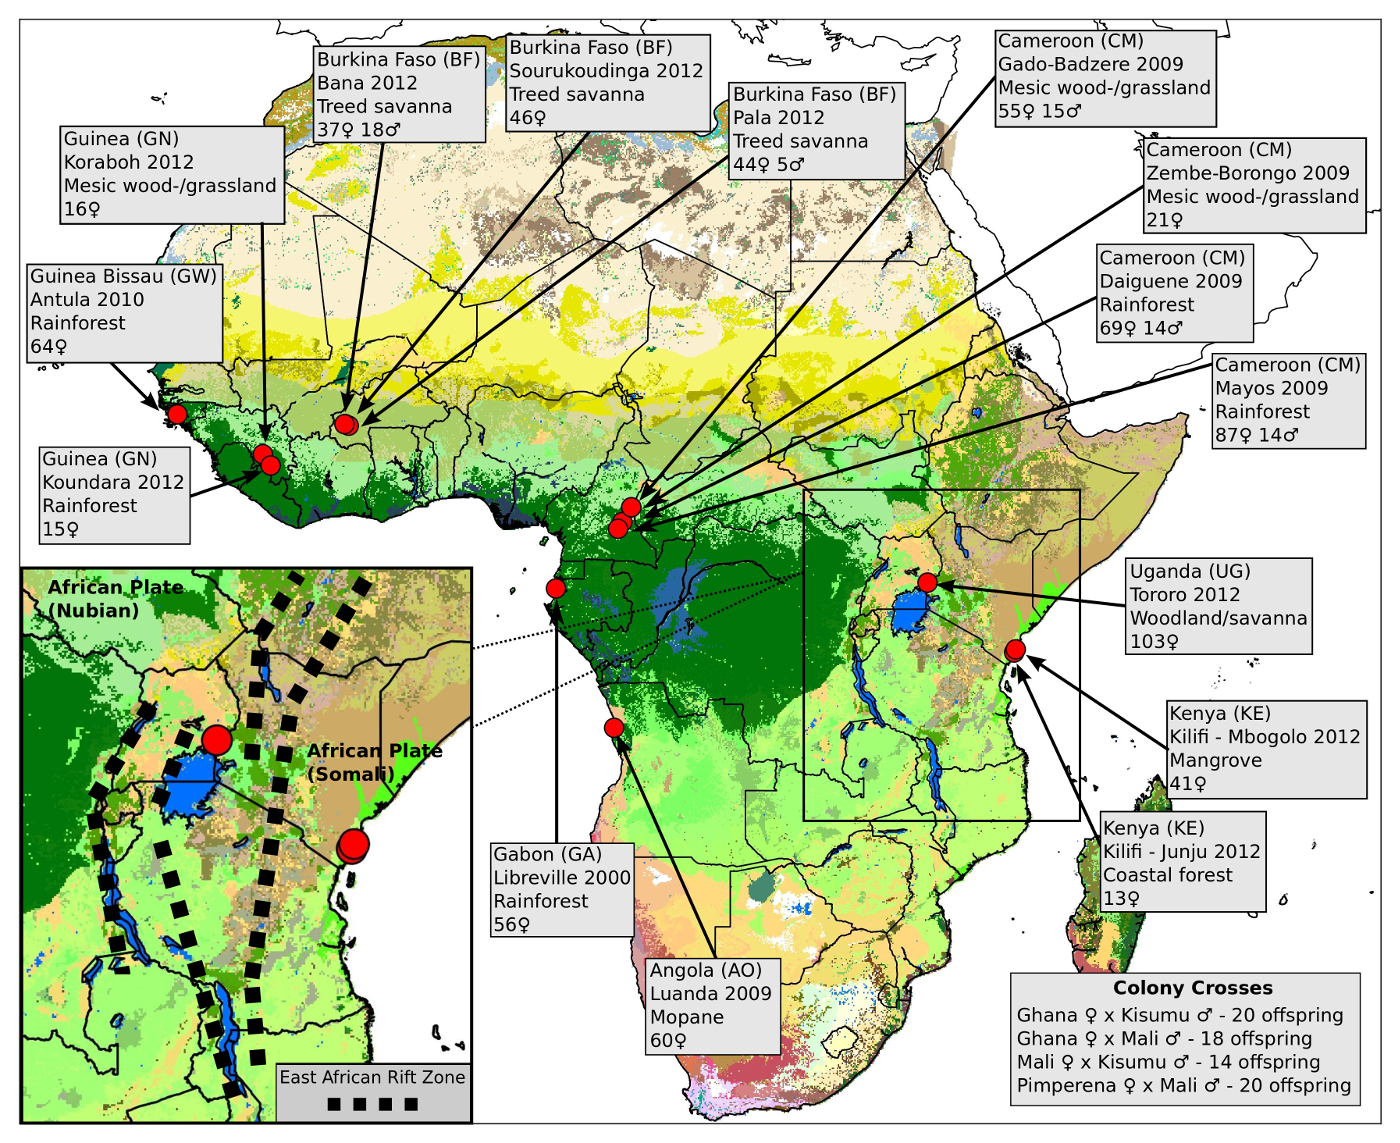 Burkina Faso (BF)
Bana 2012
Treed savanna
37♀ 18♂
Burkina Faso (BF)
Sourukoudinga 2012
Treed savanna
46♀
Burkina Faso (BF)
Pala 2012
Treed savanna
44♀ 5♂
Cameroon (CM)
Gado-Badzere 2009
Mesic wood-/grassland
55♀ 15♂
Guinea (GN)
Koraboh 2012
Mesic wood-/grassland
16♀
Cameroon (CM)
Zembe-Borongo 2009
Mesic wood-/grassland
21♀
Guinea Bissau (GW)
Antula 2010
Rainforest
64♀
Cameroon (CM)
Daiguene 2009
Rainforest
69♀ 14♂
Cameroon (CM)
Mayos 2009
Rainforest
87♀ 14♂
Guinea (GN)
Koundara 2012
Rainforest
15♀
Uganda (UG)
Tororo 2012
Woodland/savanna
103♀
African Plate
(Nubian)
African Plate
(Somali)
East African Rift Zone
Kenya (KE)
Kilifi - Mbogolo 2012
Mangrove
41♀
Kenya (KE)
Kilifi - Junju 2012
Coastal forest
13♀
Gabon (GA)
Libreville 2000
Rainforest
56♀
Angola (AO)
Luanda 2009
Mopane
60♀
Colony Crosses
Ghana ♀ x Kisumu ♂ - 20 offspring
Ghana ♀ x Mali ♂ - 18 offspring
Mali ♀ x Kisumu ♂ - 14 offspring
Pimperena ♀ x Mali ♂ - 20 offspring